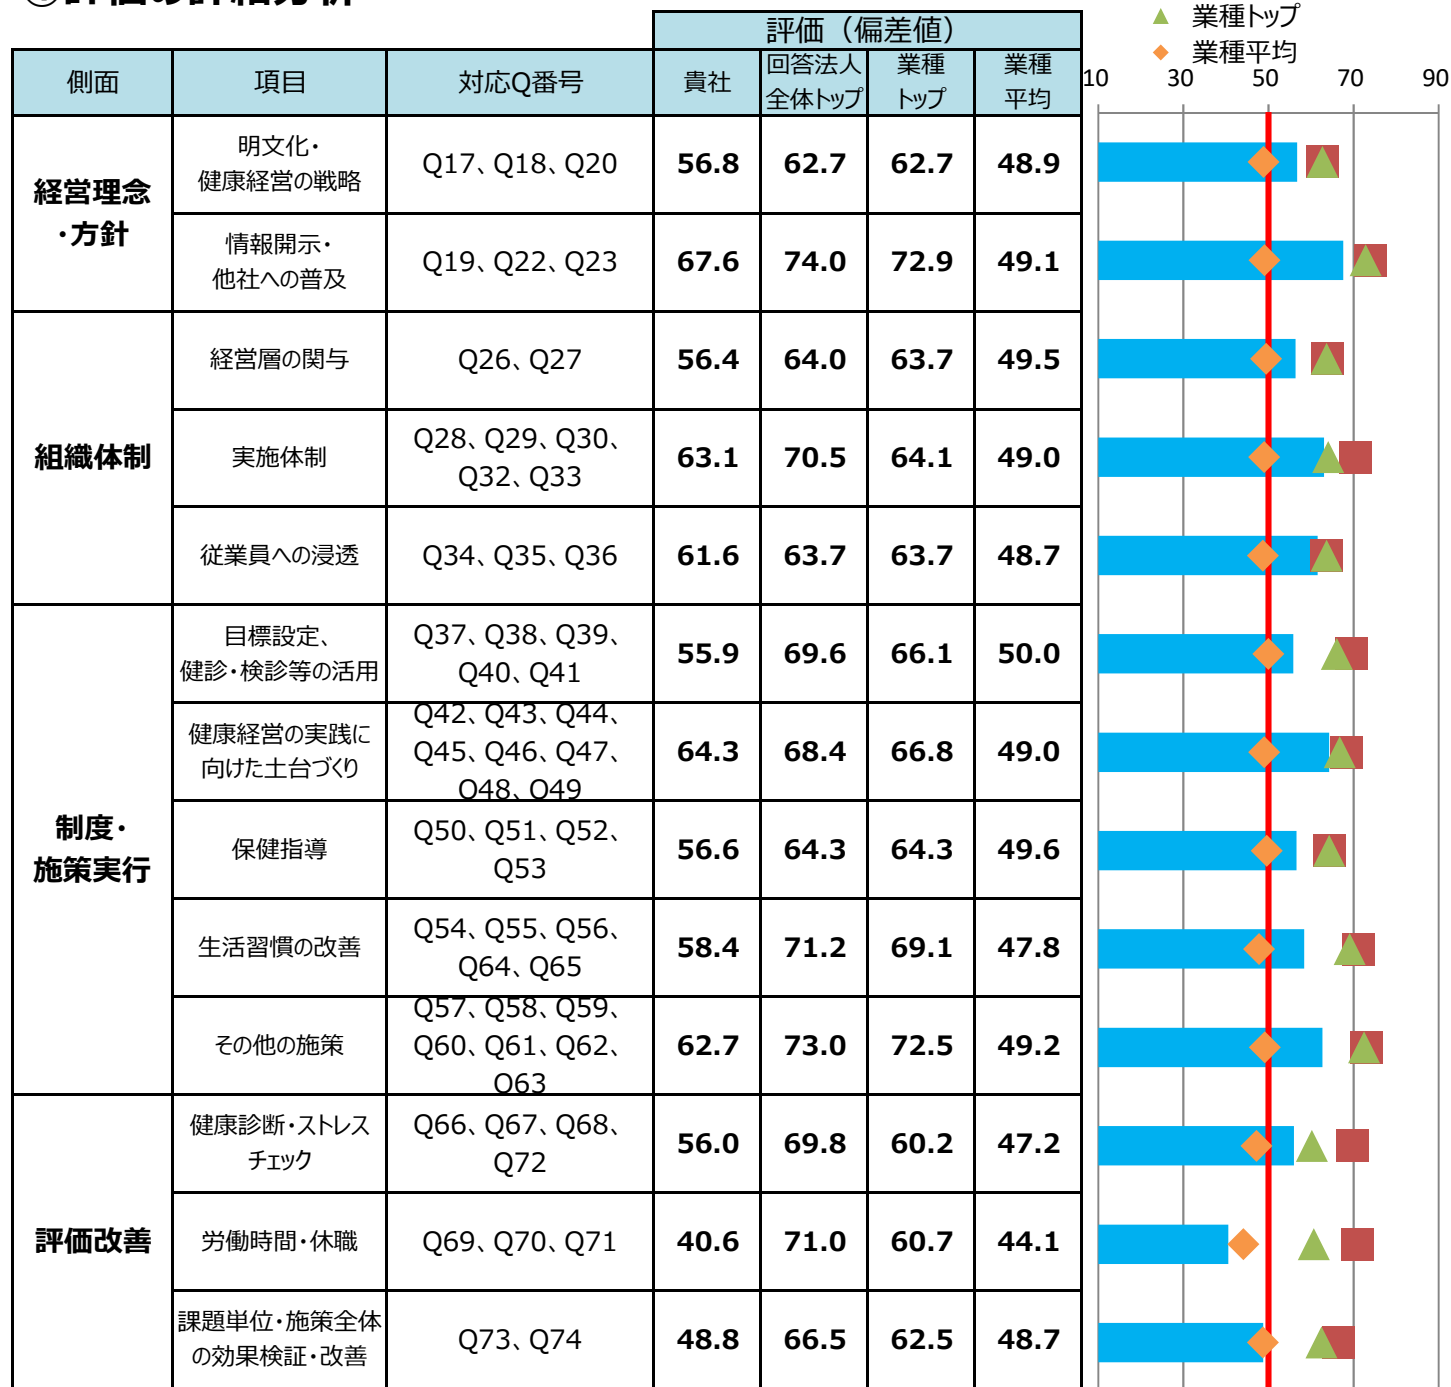 評価（偏差値）
▲ 業種トップ
◆ 業種平均
側面 項目 対応Q番号 貴社 回答法人全体トップ 業種トップ 業種平均
10 30 50 70 90
経営理念・方針
明文化・健康経営の戦略 Q17、Q18、Q20 56.8 62.7 62.7 48.9
情報開示・他社への普及 Q19、Q22、Q23 67.6 74.0 72.9 49.1
組織体制
経営層の関与 Q26、Q27 56.4 64.0 63.7 49.5
実施体制 Q28、Q29、Q30、Q32、Q33 63.1 70.5 64.1 49.0
従業員への浸透 Q34、Q35、Q36 61.6 63.7 63.7 48.7
制度・施策実行
目標設定、健診・検診等の活用 Q37、Q38、Q39、Q40、Q41 55.9 69.6 66.1 50.0
健康経営の実践に向けた土台づくり Q42、Q43、Q44、Q45、Q46、Q47、Q48、Q49 64.3 68.4 66.8 49.0
保健指導 Q50、Q51、Q52、Q53 56.6 64.3 64.3 49.6
生活習慣の改善 Q54、Q55、Q56、Q64、Q65 58.4 71.2 69.1 47.8
その他の施策 Q57、Q58、Q59、Q60、Q61、Q62、Q63 62.7 73.0 72.5 49.2
評価改善
健康診断・ストレスチェック Q66、Q67、Q68、Q72 56.0 69.8 60.2 47.2
労働時間・休職 Q69、Q70、Q71 40.6 71.0 60.7 44.1
課題単位・施策全体の効果検証・改善 Q73、Q74 48.8 66.5 62.5 48.7